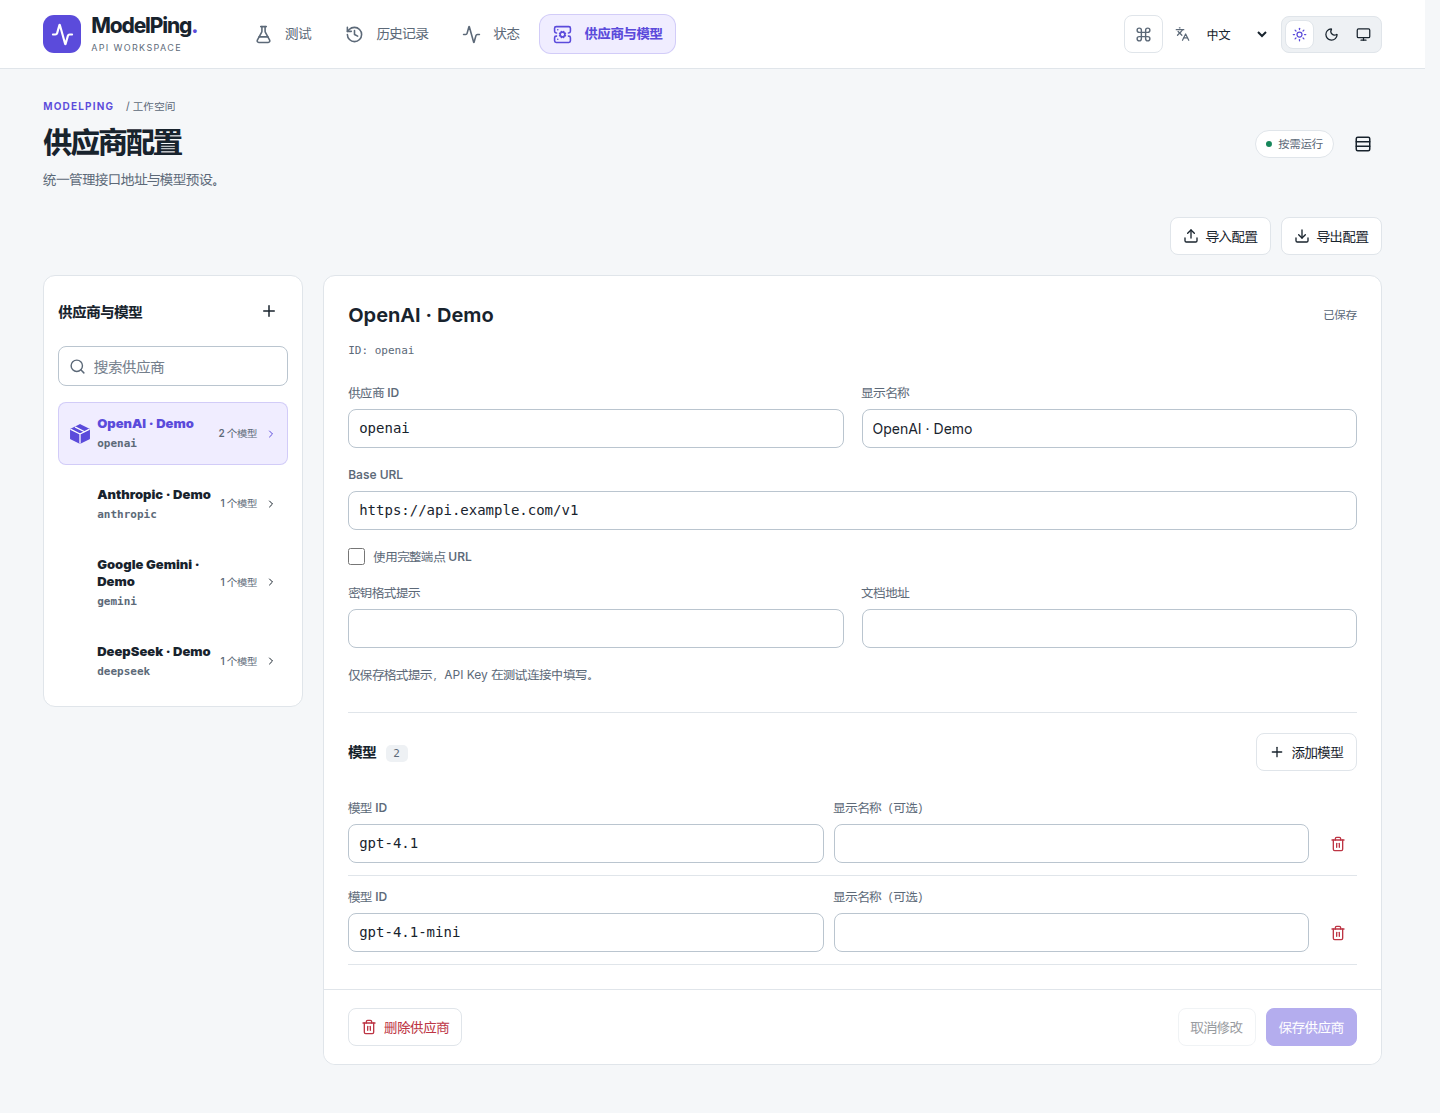 ModelPing.
API WORKSPACE
测试
历史记录
状态
供应商与模型
中文
MODELPING / 工作空间
供应商配置
按需运行
统一管理接口地址与模型预设。
导入配置
导出配置
供应商与模型
搜索供应商
OpenAI · Demo
openai
2 个模型
Anthropic · Demo
anthropic
1 个模型
Google Gemini ·
Demo
gemini
1 个模型
DeepSeek · Demo
deepseek
1 个模型
OpenAI · Demo
已保存
ID: openai
供应商 ID
显示名称
openai
OpenAI · Demo
Base URL
https://api.example.com/v1
使用完整端点 URL
密钥格式提示
文档地址
仅保存格式提示，API Key 在测试连接中填写。
模型 2
添加模型
模型 ID
显示名称（可选）
gpt-4.1
模型 ID
显示名称（可选）
gpt-4.1-mini
删除供应商
取消修改
保存供应商